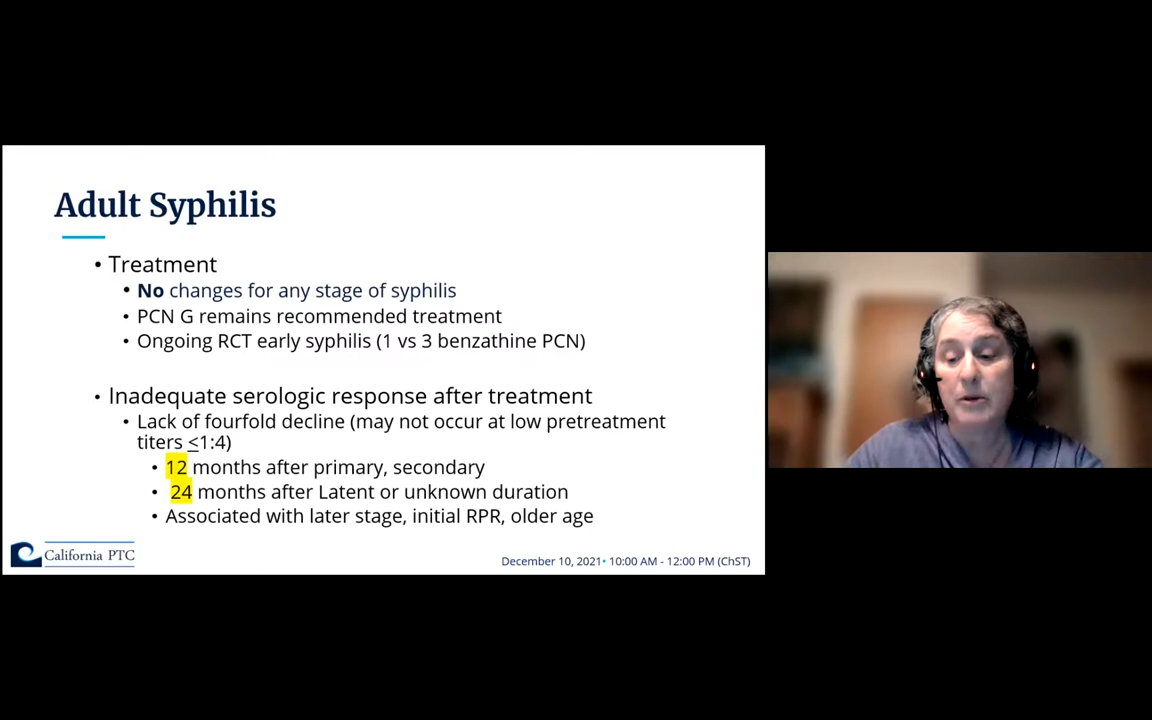 Adult Syphilis
• Treatment
• No changes for any stage of syphilis
• PCN G remains recommended treatment
• Ongoing RCT early syphilis (1 vs 3 benzathine PCN)
• Inadequate serologic response after treatment
• Lack of fourfold decline (may not occur at low pretreatment
titers ≤1:4)
• 12 months after primary, secondary
• 24 months after Latent or unknown duration
• Associated with later stage, initial RPR, older age
California PTC
December 10, 2021• 10:00 AM - 12:00 PM (ChST)